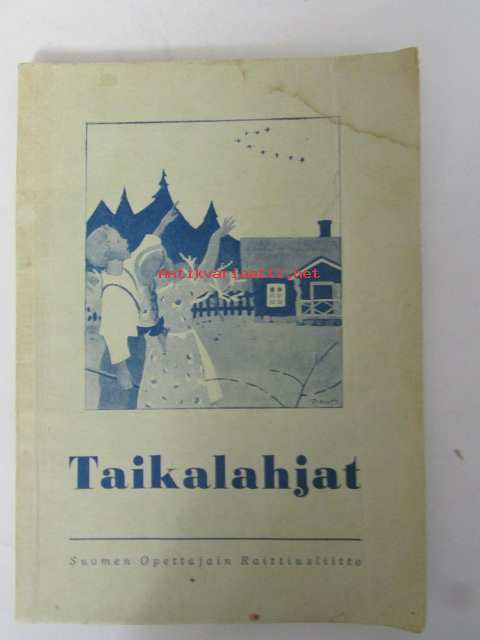 Antikvariaatti.net
Taikalahjat
Suomen Opettajain Raittiusliitto